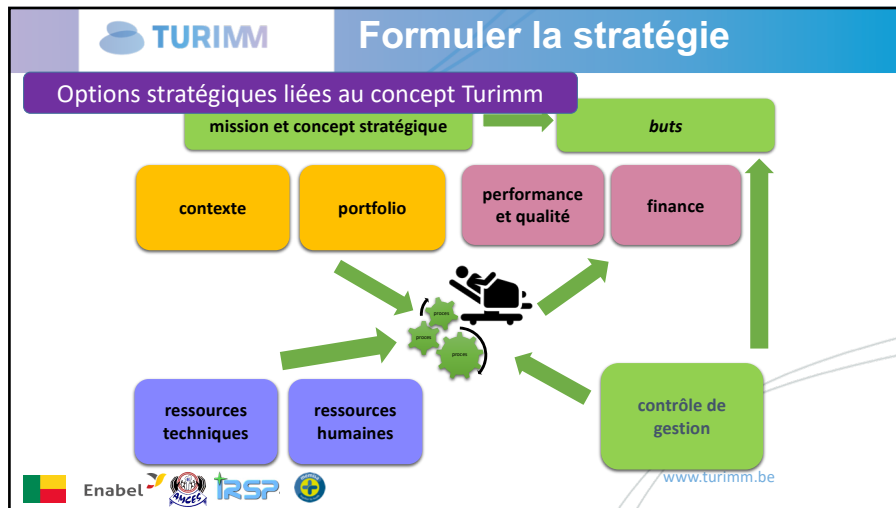 TURIMM
Formuler la stratégie
Options stratégiques liées au concept Turimm
mission et concept stratégique
buts
contexte
portfolio
performance
et qualité
finance
proces
proces
proces
ressources
techniques
ressources
humaines
contrôle de
gestion
Enabel
AMCES
IRSP
www.turimm.be